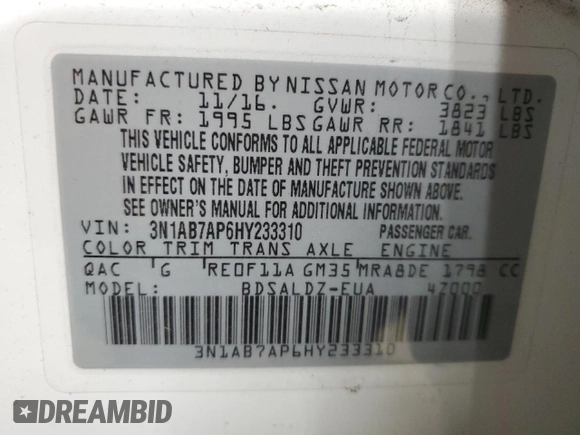 MANUFACTURED BY NISSAN MOTOR CO., LTD.
DATE: 11/16. GVWR: 3823 LBS
GAWR FR: 1995 LBS GAWR RR: 1841 LBS
THIS VEHICLE CONFORMS TO ALL APPLICABLE FEDERAL MOTOR
VEHICLE SAFETY, BUMPER AND THEFT PREVENTION STANDARDS
IN EFFECT ON THE DATE OF MANUFACTURE SHOWN ABOVE.
SEE OWNER'S MANUAL FOR ADDITIONAL INFORMATION.
VIN: 3N1AB7AP6HY233310 PASSENGER CAR.
COLOR TRIM TRANS AXLE ENGINE
QAC G RE0F11A GM35 MRA8DE 1798 CC
MODEL: BDSALDZ-EUA 4Z000
3N1AB7AP6HY233310
DREAMBID
DREAMBID